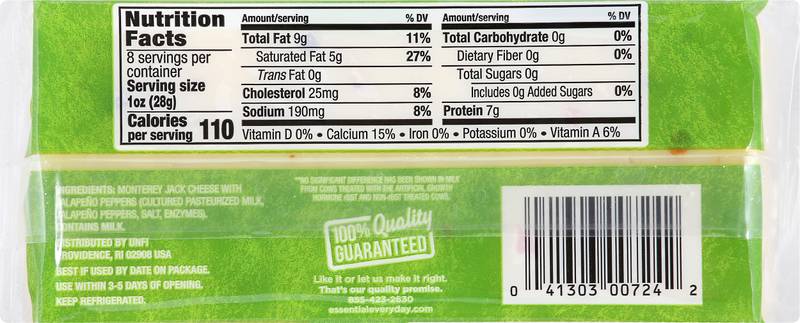 Nutrition Facts
8 servings per container
Serving size
1oz (28g)
Calories
per serving 110
Amount/serving % DV
Total Fat 9g 11%
Saturated Fat 5g 27%
Trans Fat 0g
Cholesterol 25mg 8%
Sodium 190mg 8%
Amount/serving % DV
Total Carbohydrate 0g 0%
Dietary Fiber 0g 0%
Total Sugars 0g
Includes 0g Added Sugars 0%
Protein 7g
Vitamin D 0% • Calcium 15% • Iron 0% • Potassium 0% • Vitamin A 6%
INGREDIENTS: MONTEREY JACK CHEESE WITH
JALAPEÑO PEPPERS (CULTURED PASTEURIZED MILK,
JALAPEÑO PEPPERS, SALT, ENZYMES).
CONTAINS MILK.
DISTRIBUTED BY UNFI
PROVIDENCE, RI 02908 USA
BEST IF USED BY DATE ON PACKAGE.
USE WITHIN 3-5 DAYS OF OPENING.
KEEP REFRIGERATED.
*NO SIGNIFICANT DIFFERENCE HAS BEEN SHOWN IN MILK
FROM COWS TREATED WITH THE ARTIFICIAL GROWTH
HORMONE rBST AND NON-rBST TREATED COWS.
100% Quality
GUARANTEED
Like it or let us make it right.
That's our quality promise.
855-423-2630
essentialeveryday.com
0 41303 00724 2